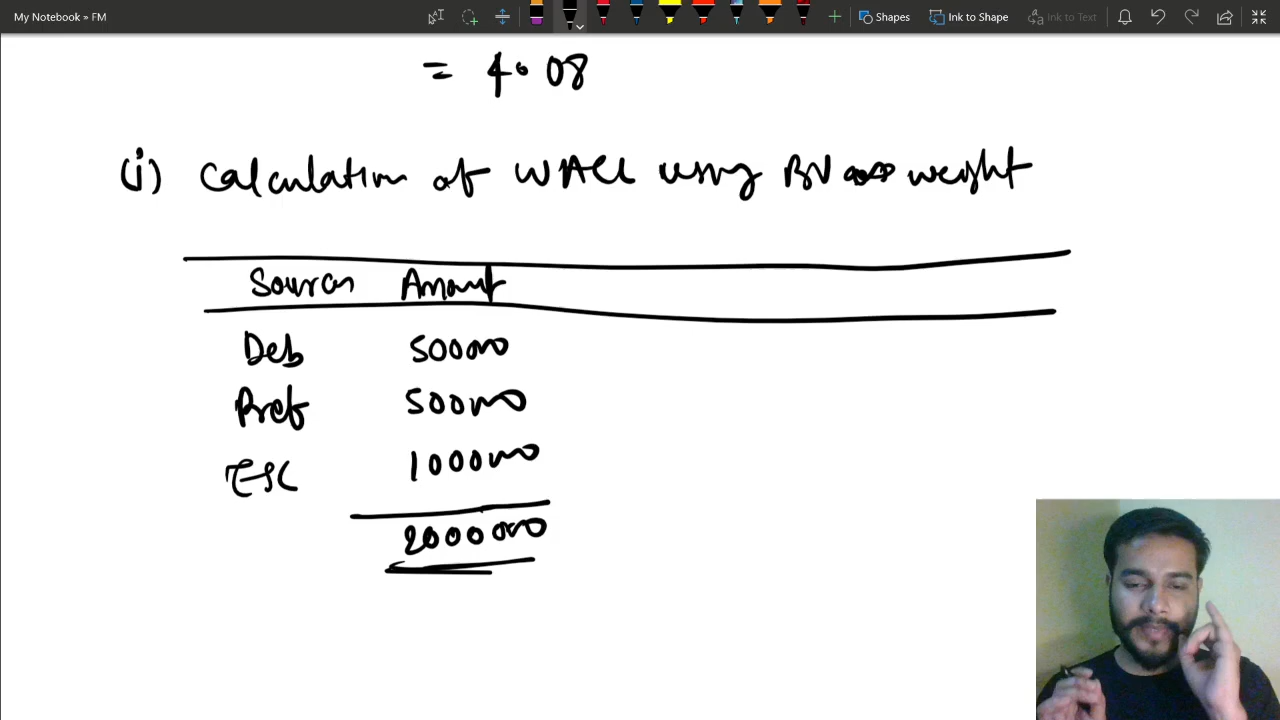 My Notebook » FM
Shapes Ink to Shape Ink to Text
= 4.08
(i) Calculation of WACC using BV weight
Sources Amount
Deb 500000
Pref 500000
ESC 1000000
2000000